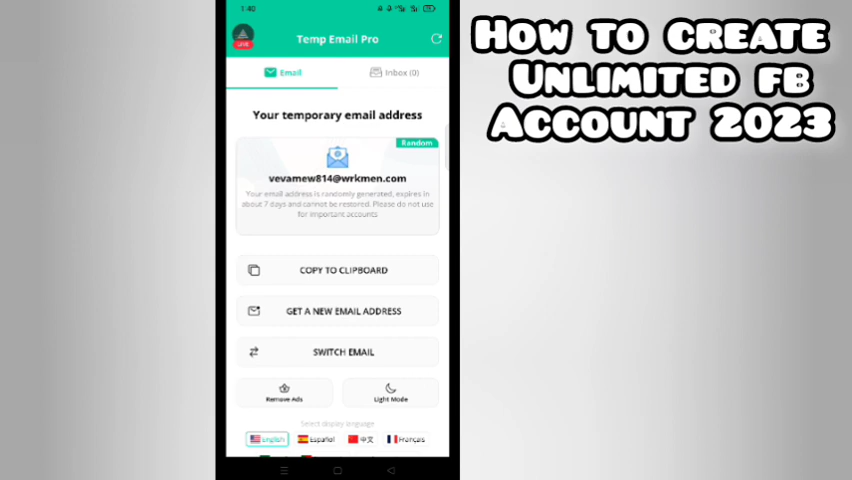 1:40
Temp Email Pro
LIVE
Email
Inbox (0)
Your temporary email address
Random
vevamew814@wrkmen.com
Your email address is randomly generated, expires in
about 7 days and cannot be restored. Please do not use
for important accounts
COPY TO CLIPBOARD
GET A NEW EMAIL ADDRESS
SWITCH EMAIL
Remove Ads
Light Mode
Select display language
English
Español
中文
Français
How to create
Unlimited fb
Account 2023